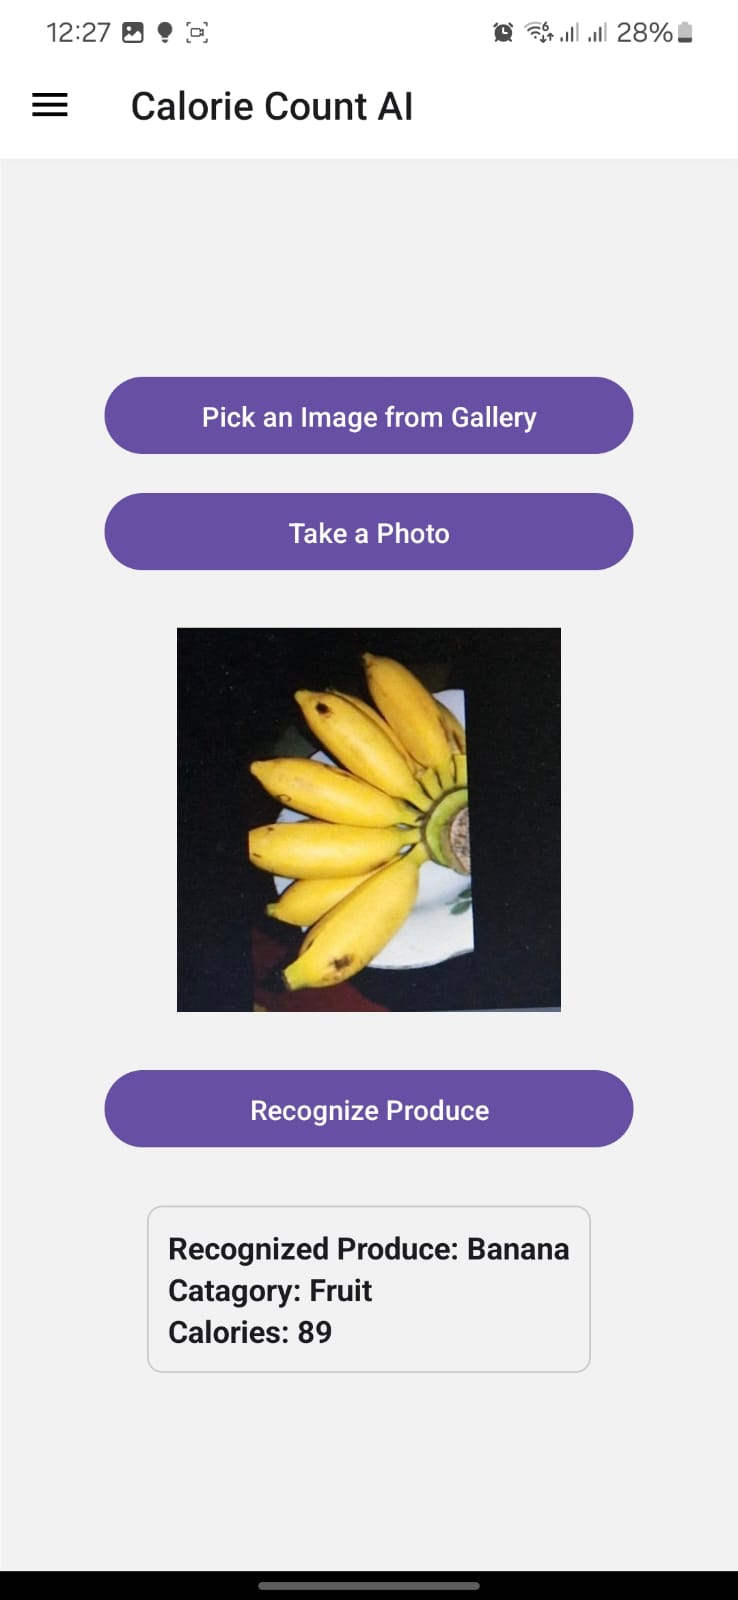 12:27 28%
Calorie Count AI
Pick an Image from Gallery
Take a Photo
Recognize Produce
Recognized Produce: Banana
Catagory: Fruit
Calories: 89